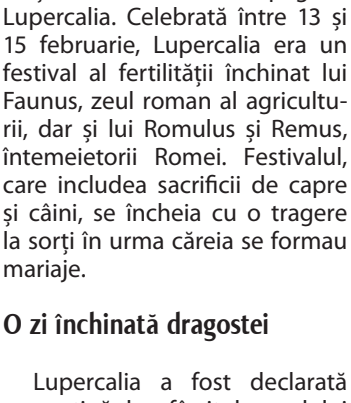 Lupercalia. Celebrată între 13 și
15 februarie, Lupercalia era un
festival al fertilității închinat lui
Faunus, zeul roman al agricultu-
rii, dar și lui Romulus și Remus,
întemeietorii Romei. Festivalul,
care includea sacrificii de capre
și câini, se încheia cu o tragere
la sorți în urma căreia se formau
mariaje.
O zi închinată dragostei
Lupercalia a fost declarată